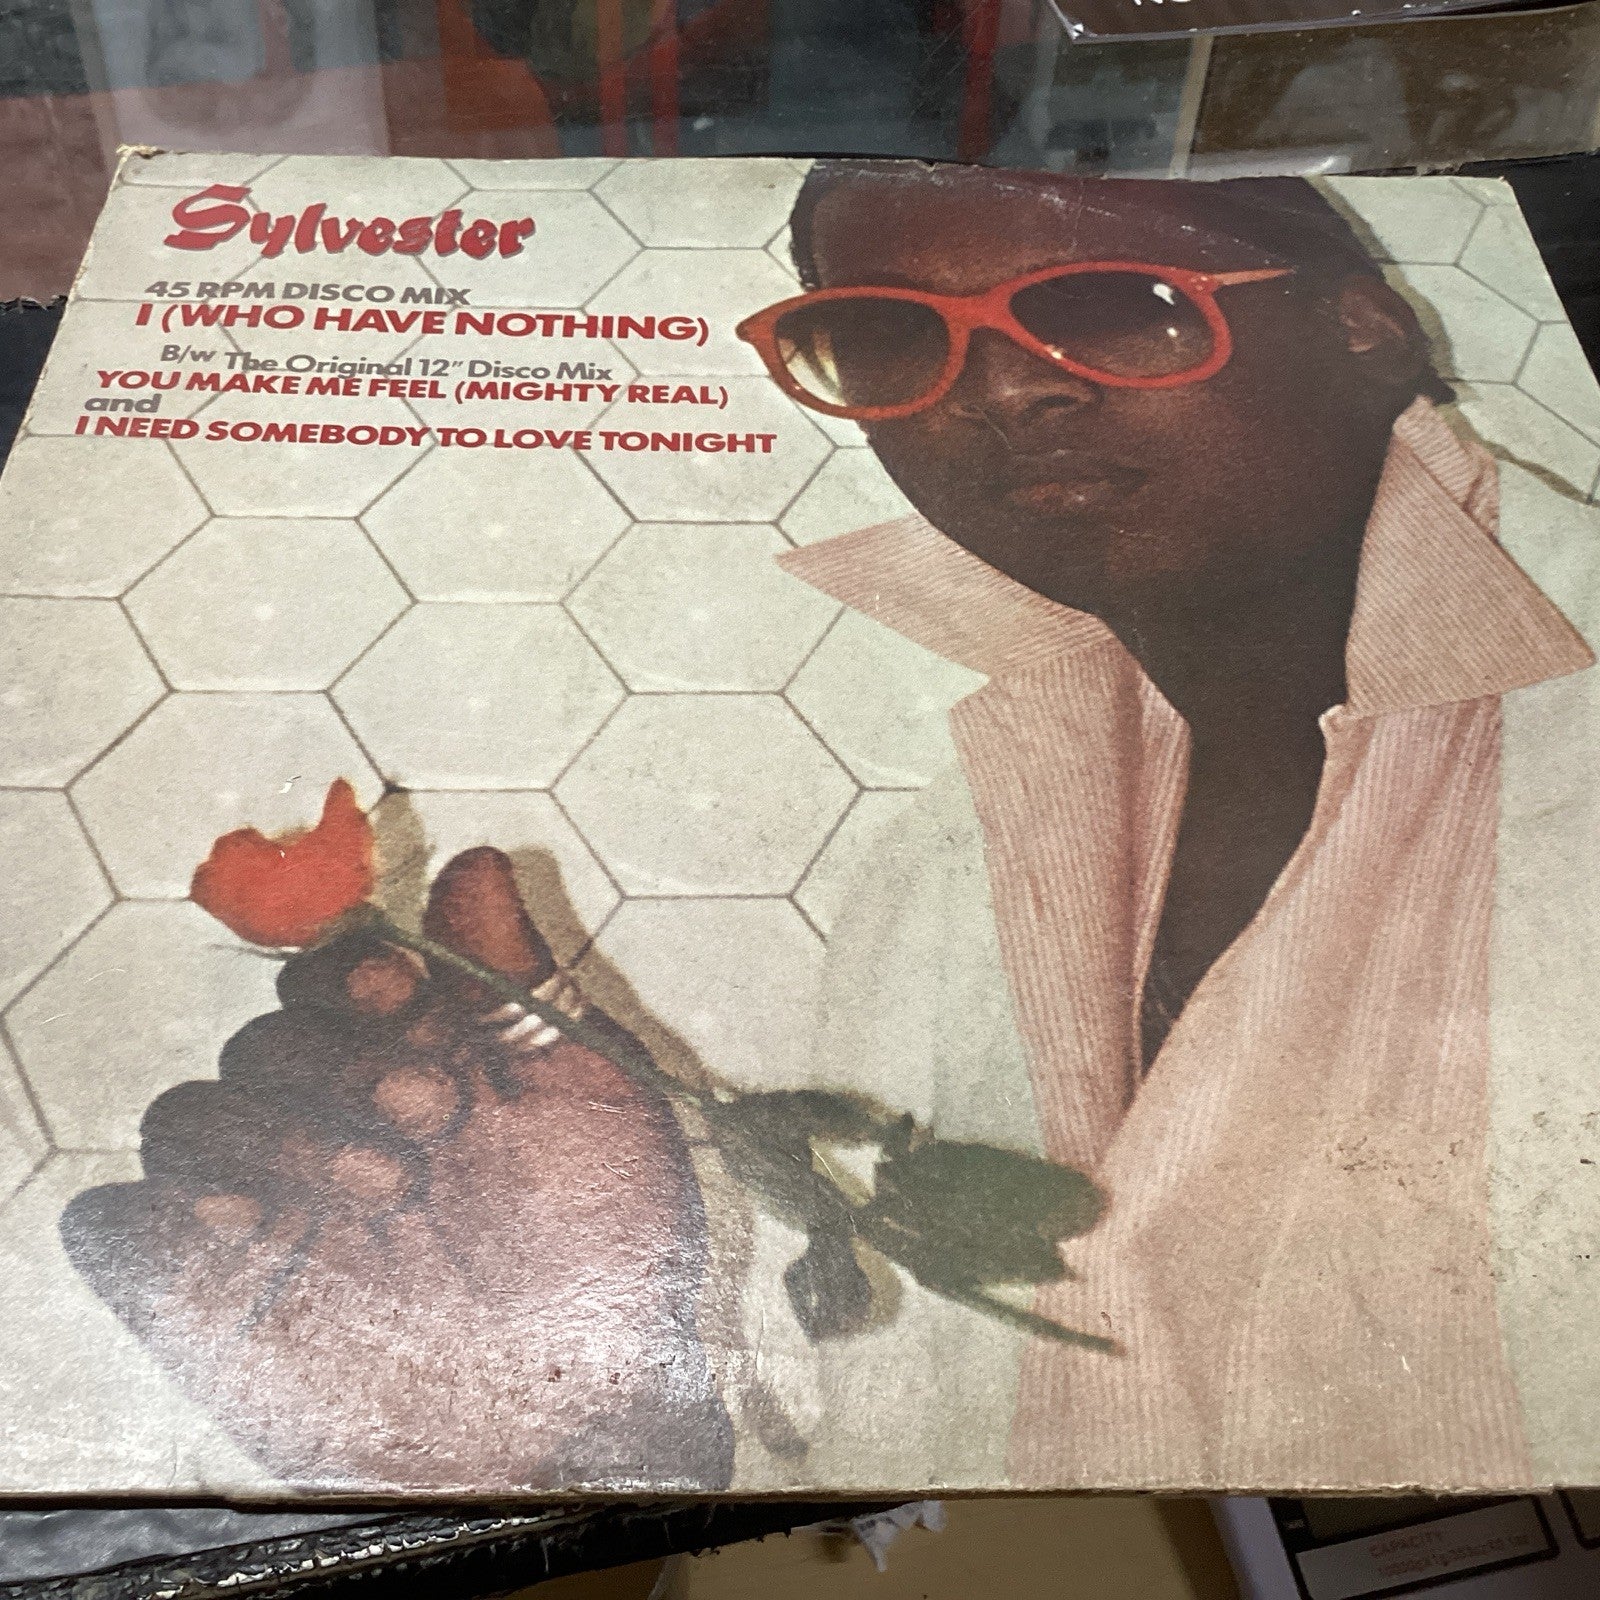 Sylvester
45 RPM DISCO MIX
I (WHO HAVE NOTHING)
B/w The Original 12" Disco Mix
YOU MAKE ME FEEL (MIGHTY REAL)
and
I NEED SOMEBODY TO LOVE TONIGHT
CAPACITY